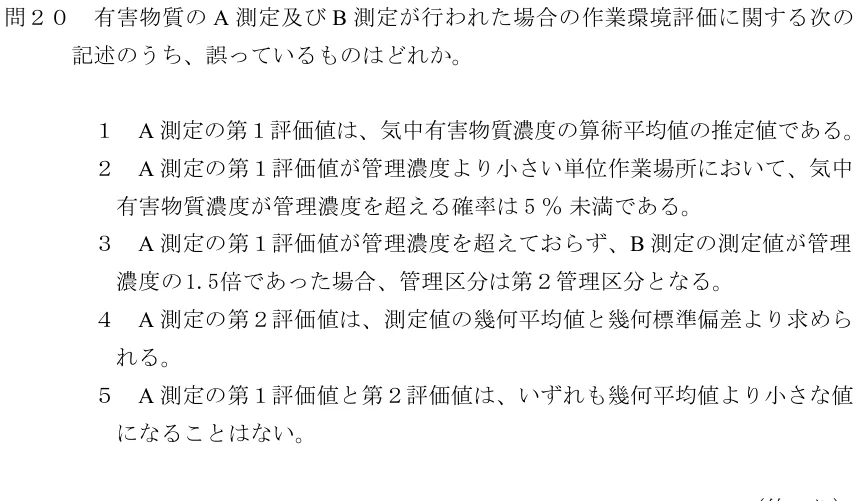 問２０　有害物質の A 測定及び B 測定が行われた場合の作業環境評価に関する次の
記述のうち、誤っているものはどれか。
１　A 測定の第１評価値は、気中有害物質濃度の算術平均値の推定値である。
２　A 測定の第１評価値が管理濃度より小さい単位作業場所において、気中
有害物質濃度が管理濃度を超える確率は５％ 未満である。
３　A 測定の第１評価値が管理濃度を超えておらず、B 測定の測定値が管理
濃度の1.5倍であった場合、管理区分は第２管理区分となる。
４　A 測定の第２評価値は、測定値の幾何平均値と幾何標準偏差より求めら
れる。
５　A 測定の第１評価値と第２評価値は、いずれも幾何平均値より小さな値
になることはない。